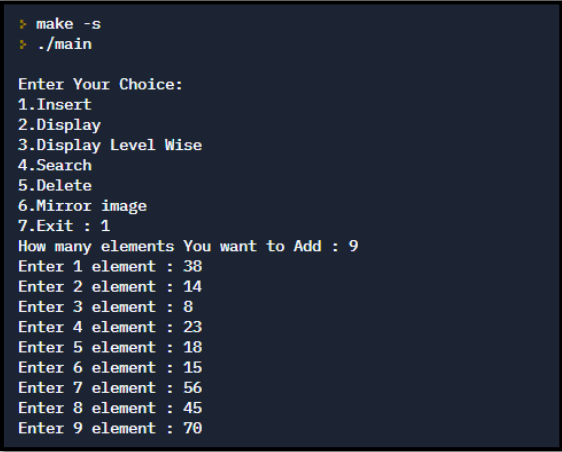 make -s
./main
Enter Your Choice:
1.Insert
2.Display
3.Display Level Wise
4.Search
5.Delete
6.Mirror image
7.Exit : 1
How many elements You want to Add : 9
Enter 1 element : 38
Enter 2 element : 14
Enter 3 element : 8
Enter 4 element : 23
Enter 5 element : 18
Enter 6 element : 15
Enter 7 element : 56
Enter 8 element : 45
Enter 9 element : 70